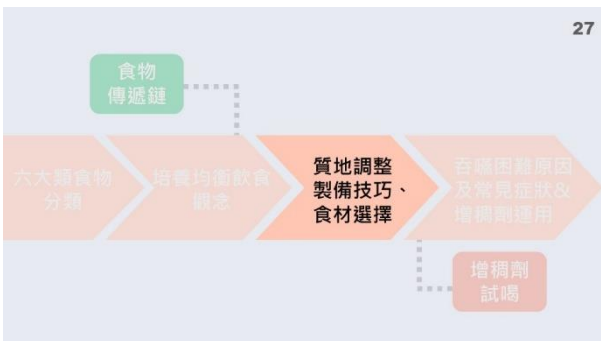 27
食物
傳遞鏈
六大類食物
分類
培養均衡飲食
觀念
質地調整
製備技巧、
食材選擇
吞嚥困難原因
及常見症狀&
增稠劑運用
增稠劑
試喝